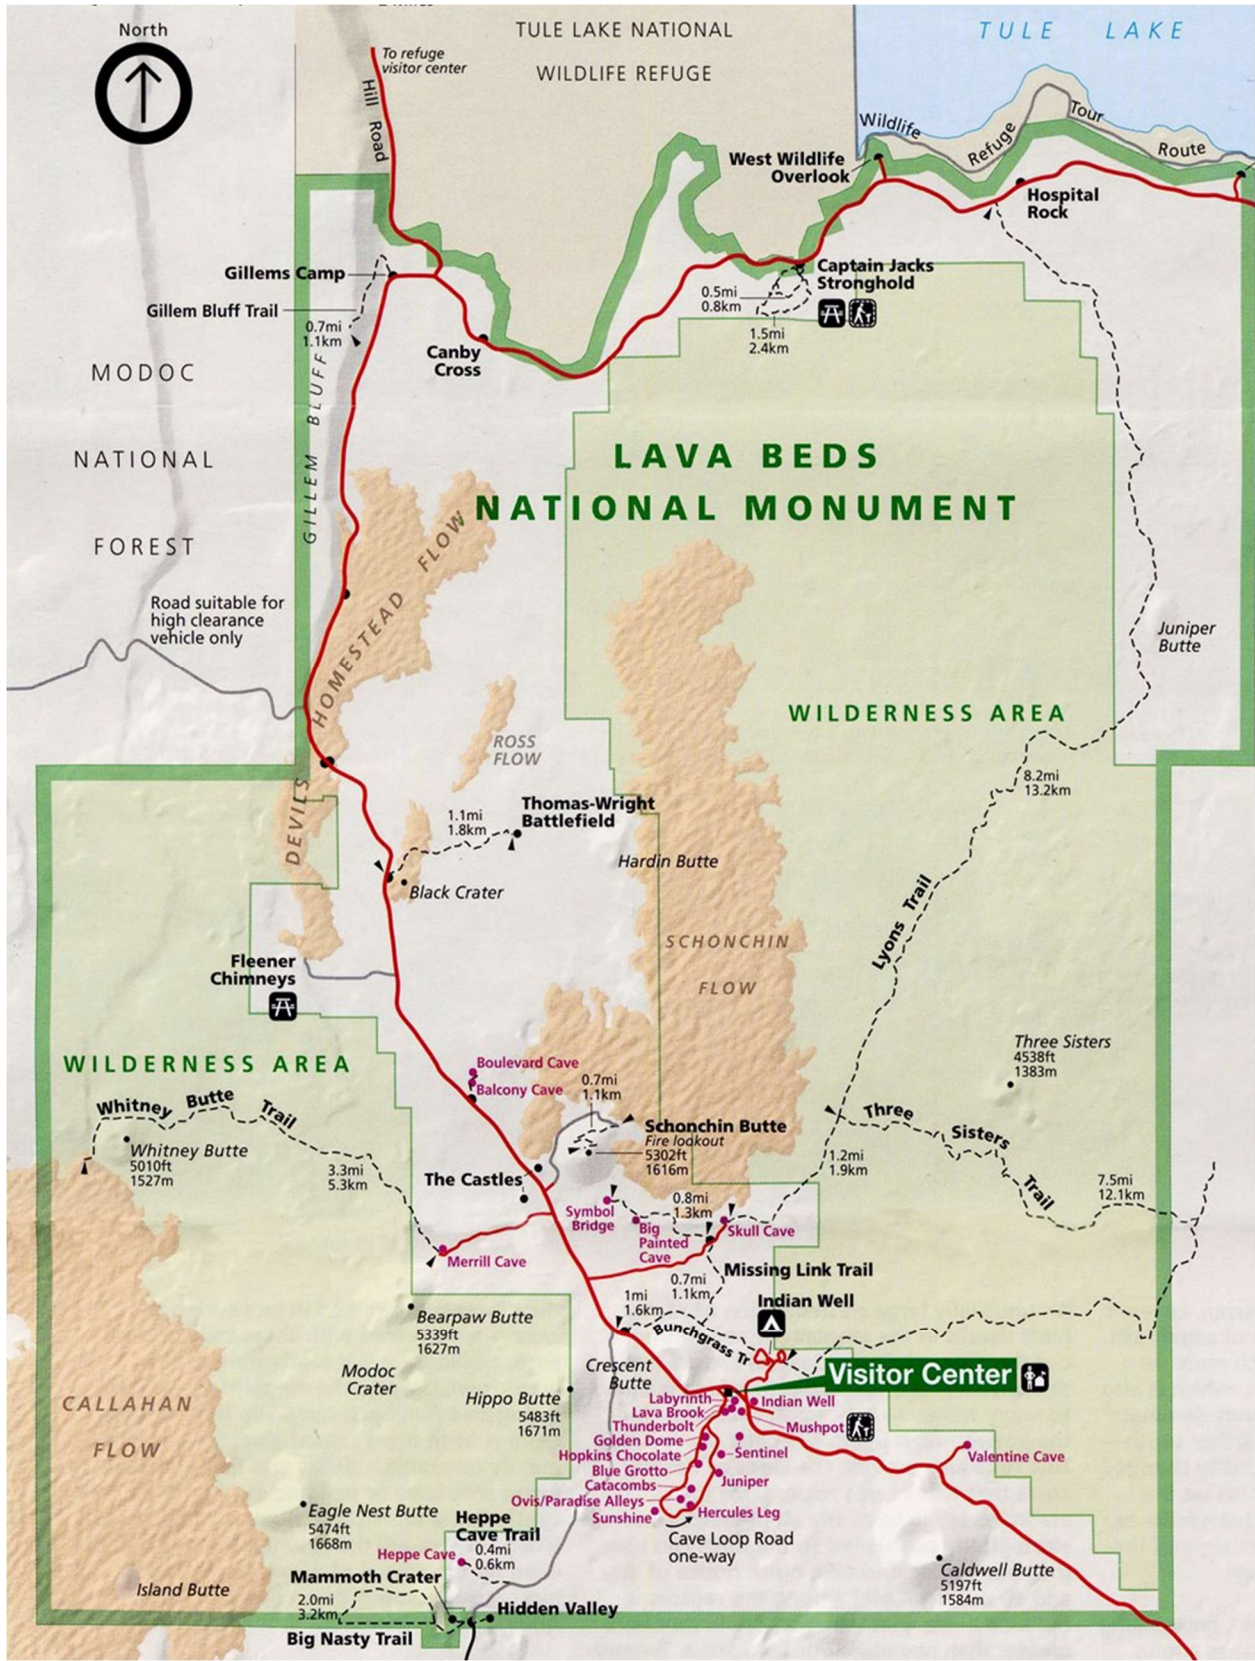 North
To refuge
visitor center
Hill Road
TULE LAKE NATIONAL
WILDLIFE REFUGE
TULE LAKE
Wildlife Refuge Tour Route
West Wildlife
Overlook
Hospital
Rock
Gillems Camp
Gillem Bluff Trail
0.7mi
1.1km
Canby
Cross
Captain Jacks
Stronghold
0.5mi
0.8km
1.5mi
2.4km
MODOC
NATIONAL
FOREST
GILLEM BLUFF
LAVA BEDS
NATIONAL MONUMENT
Road suitable for
high clearance
vehicle only
DEVILS HOMESTEAD FLOW
ROSS
FLOW
Juniper
Butte
WILDERNESS AREA
8.2mi
13.2km
Thomas-Wright
Battlefield
1.1mi
1.8km
Black Crater
Hardin Butte
Lyons Trail
SCHONCHIN
FLOW
Fleener
Chimneys
WILDERNESS AREA
Three Sisters
4538ft
1383m
Boulevard Cave
Balcony Cave
0.7mi
1.1km
Schonchin Butte
Fire lookout
5302ft
1616m
Whitney Butte Trail
Whitney Butte
5010ft
1527m
3.3mi
5.3km
Three Sisters Trail
1.2mi
1.9km
7.5mi
12.1km
The Castles
Symbol
Bridge
0.8mi
1.3km
Big
Painted
Cave
Skull Cave
Merrill Cave
Missing Link Trail
0.7mi
1.1km
Indian Well
1mi
1.6km
Bunchgrass Tr
Bearpaw Butte
5339ft
1627m
Modoc
Crater
Crescent
Butte
Visitor Center
Hippo Butte
5483ft
1671m
CALLAHAN
FLOW
Labyrinth
Indian Well
Lava Brook
Thunderbolt
Mushpot
Golden Dome
Hopkins Chocolate
Sentinel
Blue Grotto
Juniper
Catacombs
Ovis/Paradise Alleys
Hercules Leg
Sunshine
Valentine Cave
Cave Loop Road
one-way
Eagle Nest Butte
5474ft
1668m
Heppe
Cave Trail
0.4mi
0.6km
Heppe Cave
Caldwell Butte
5197ft
1584m
Island Butte
Mammoth Crater
2.0mi
3.2km
Hidden Valley
Big Nasty Trail